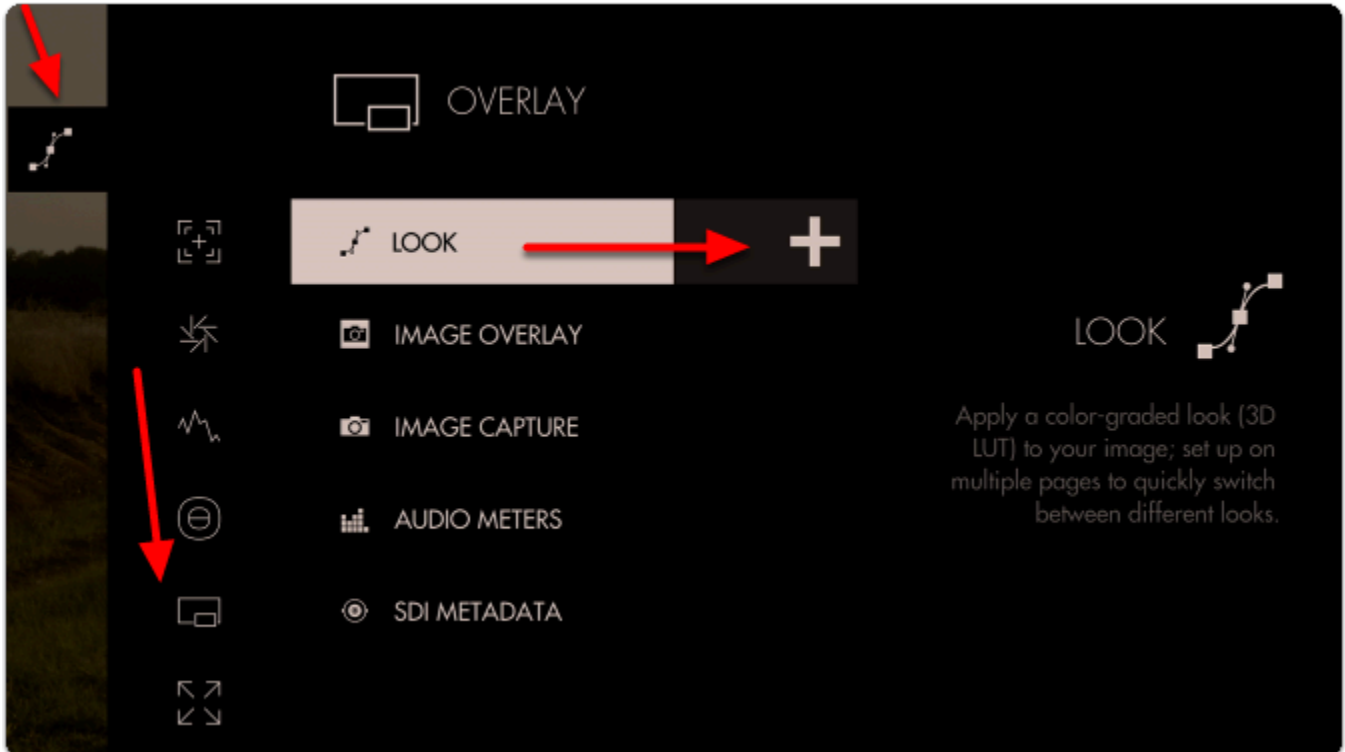 OVERLAY
LOOK
IMAGE OVERLAY
IMAGE CAPTURE
AUDIO METERS
SDI METADATA
LOOK
Apply a color-graded look (3D
LUT) to your image; set up on
multiple pages to quickly switch
between different looks.